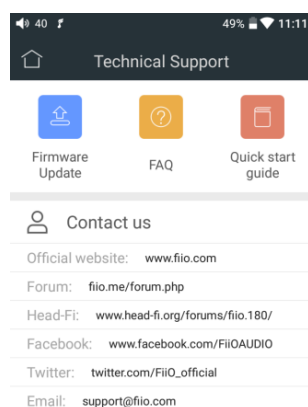 40 49% 11:11
Technical Support
Firmware Update
FAQ
Quick start guide
Contact us
Official website: www.fiio.com
Forum: fiio.me/forum.php
Head-Fi: www.head-fi.org/forums/fiio.180/
Facebook: www.facebook.com/FiiOAUDIO
Twitter: twitter.com/FiiO_official
Email: support@fiio.com